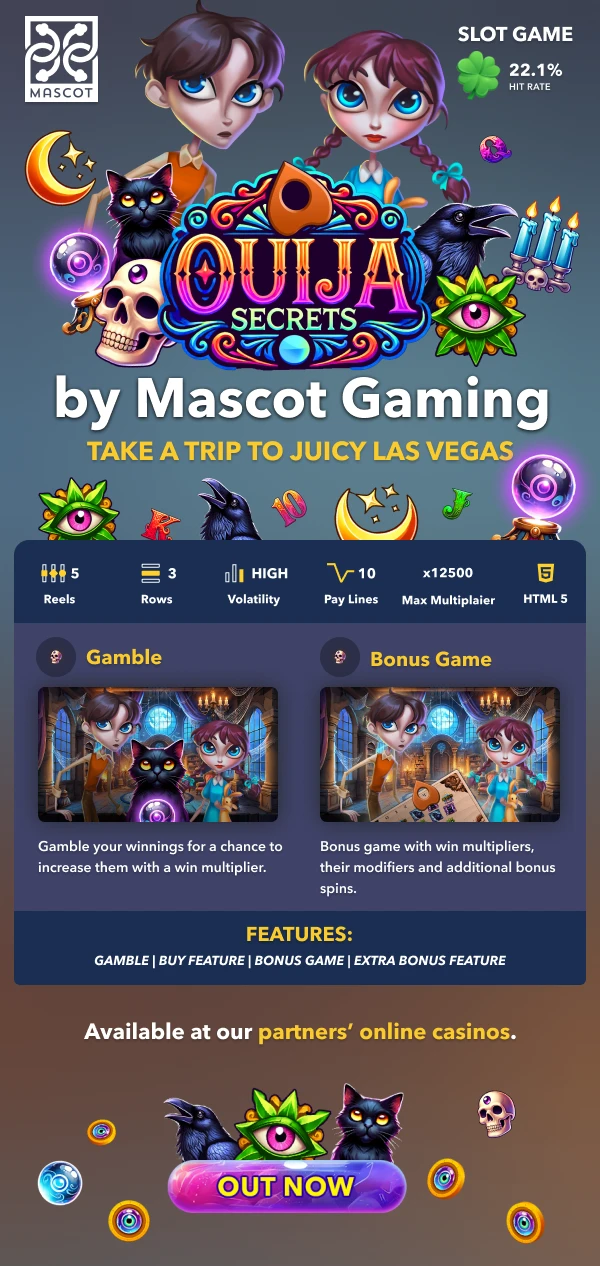 MASCOT
SLOT GAME
22.1%
HIT RATE
OUIJA
SECRETS
by Mascot Gaming
TAKE A TRIP TO JUICY LAS VEGAS
K
10
J
5
Reels
3
Rows
HIGH
Volatility
10
Pay Lines
x12500
Max Multiplaier
5
HTML 5
Gamble
Gamble your winnings for a chance to
increase them with a win multiplier.
Bonus Game
Bonus game with win multipliers,
their modifiers and additional bonus
spins.
FEATURES:
GAMBLE | BUY FEATURE | BONUS GAME | EXTRA BONUS FEATURE
Available at our partners’ online casinos.
OUT NOW